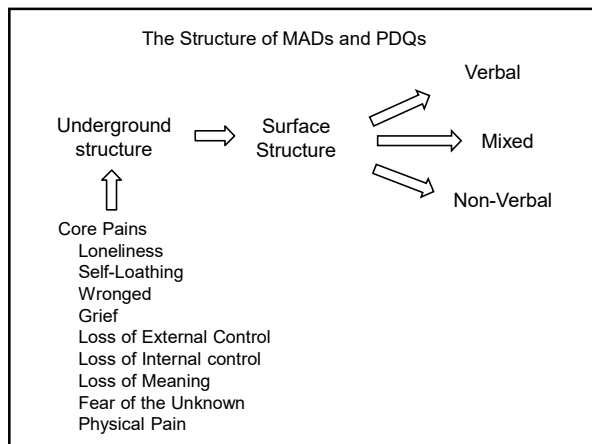 The Structure of MADs and PDQs
Verbal
Underground
structure
Surface
Structure
Mixed
Non-Verbal
Core Pains
Loneliness
Self-Loathing
Wronged
Grief
Loss of External Control
Loss of Internal control
Loss of Meaning
Fear of the Unknown
Physical Pain